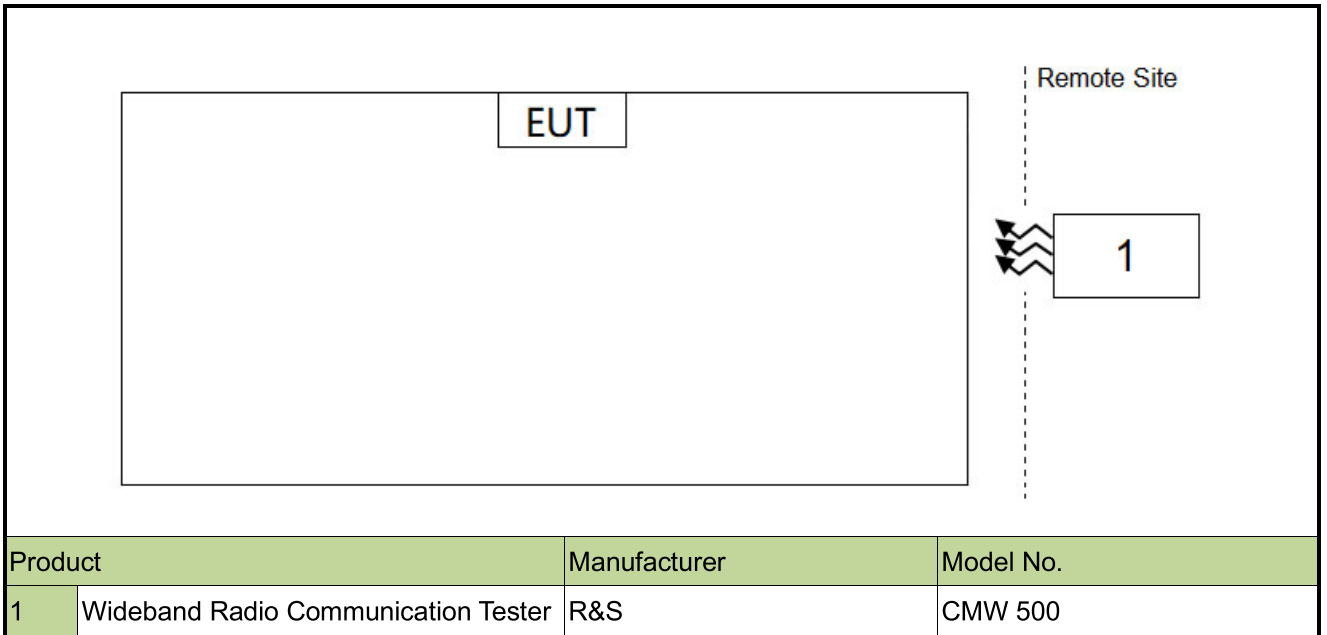 Remote Site
EUT
1
Product Manufacturer Model No.
1 Wideband Radio Communication Tester R&S CMW 500